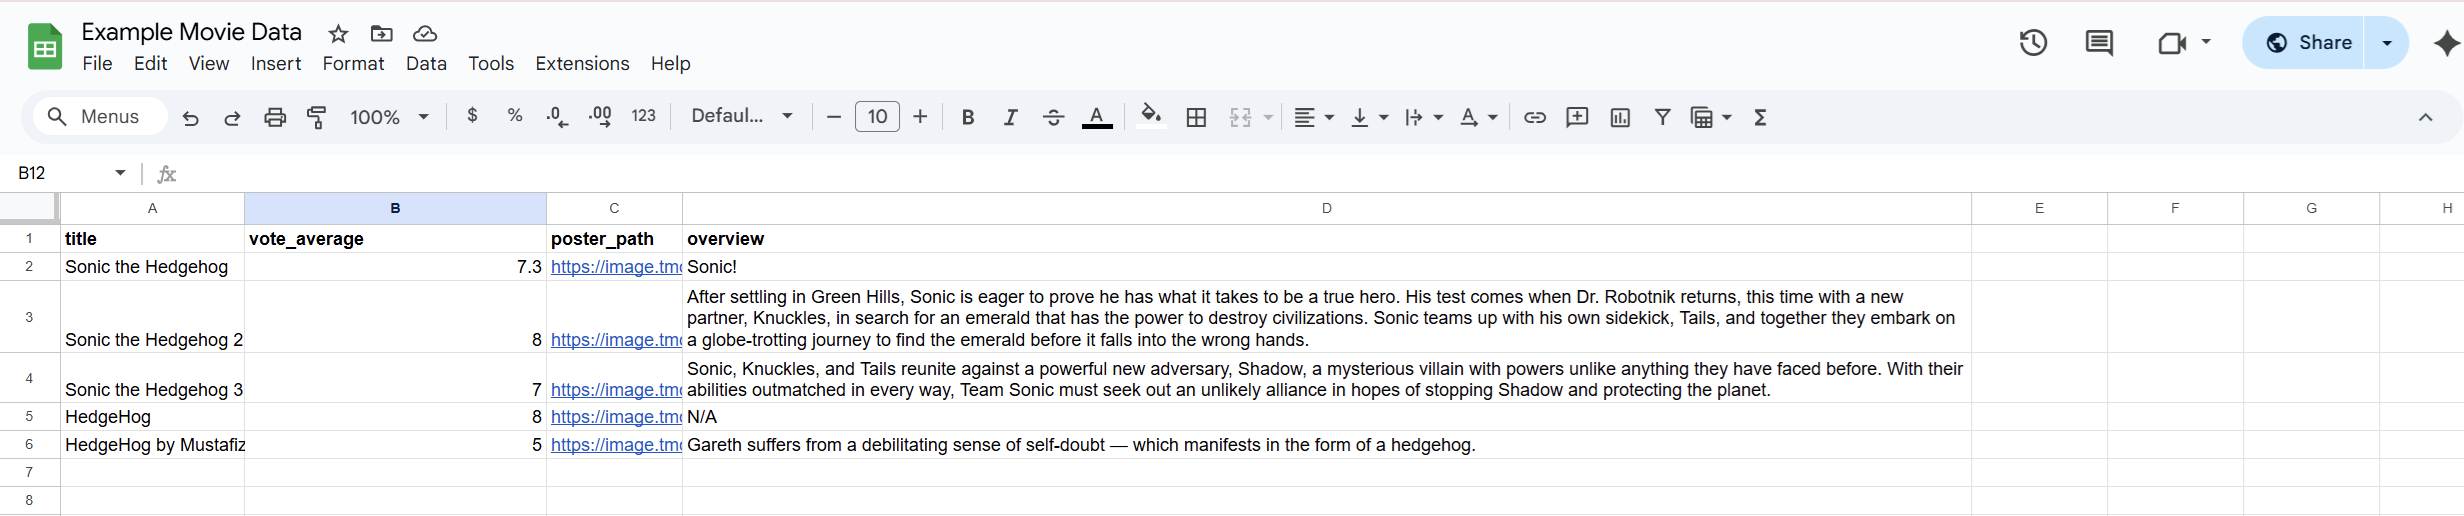 Example Movie Data
File Edit View Insert Format Data Tools Extensions Help
Share
Menus 100% $ % .0 .00 123 Defaul... 10 B I A A Σ
B12 fx
A B C D E F G H
1 title vote_average poster_path overview
2 Sonic the Hedgehog 7.3 https://image.tm Sonic!
3 Sonic the Hedgehog 2 8 https://image.tm After settling in Green Hills, Sonic is eager to prove he has what it takes to be a true hero. His test comes when Dr. Robotnik returns, this time with a new
partner, Knuckles, in search for an emerald that has the power to destroy civilizations. Sonic teams up with his own sidekick, Tails, and together they embark on
a globe-trotting journey to find the emerald before it falls into the wrong hands.
4 Sonic the Hedgehog 3 7 https://image.tm Sonic, Knuckles, and Tails reunite against a powerful new adversary, Shadow, a mysterious villain with powers unlike anything they have faced before. With their
abilities outmatched in every way, Team Sonic must seek out an unlikely alliance in hopes of stopping Shadow and protecting the planet.
5 HedgeHog 8 https://image.tm N/A
6 HedgeHog by Mustafiz 5 https://image.tm Gareth suffers from a debilitating sense of self-doubt — which manifests in the form of a hedgehog.
7
8